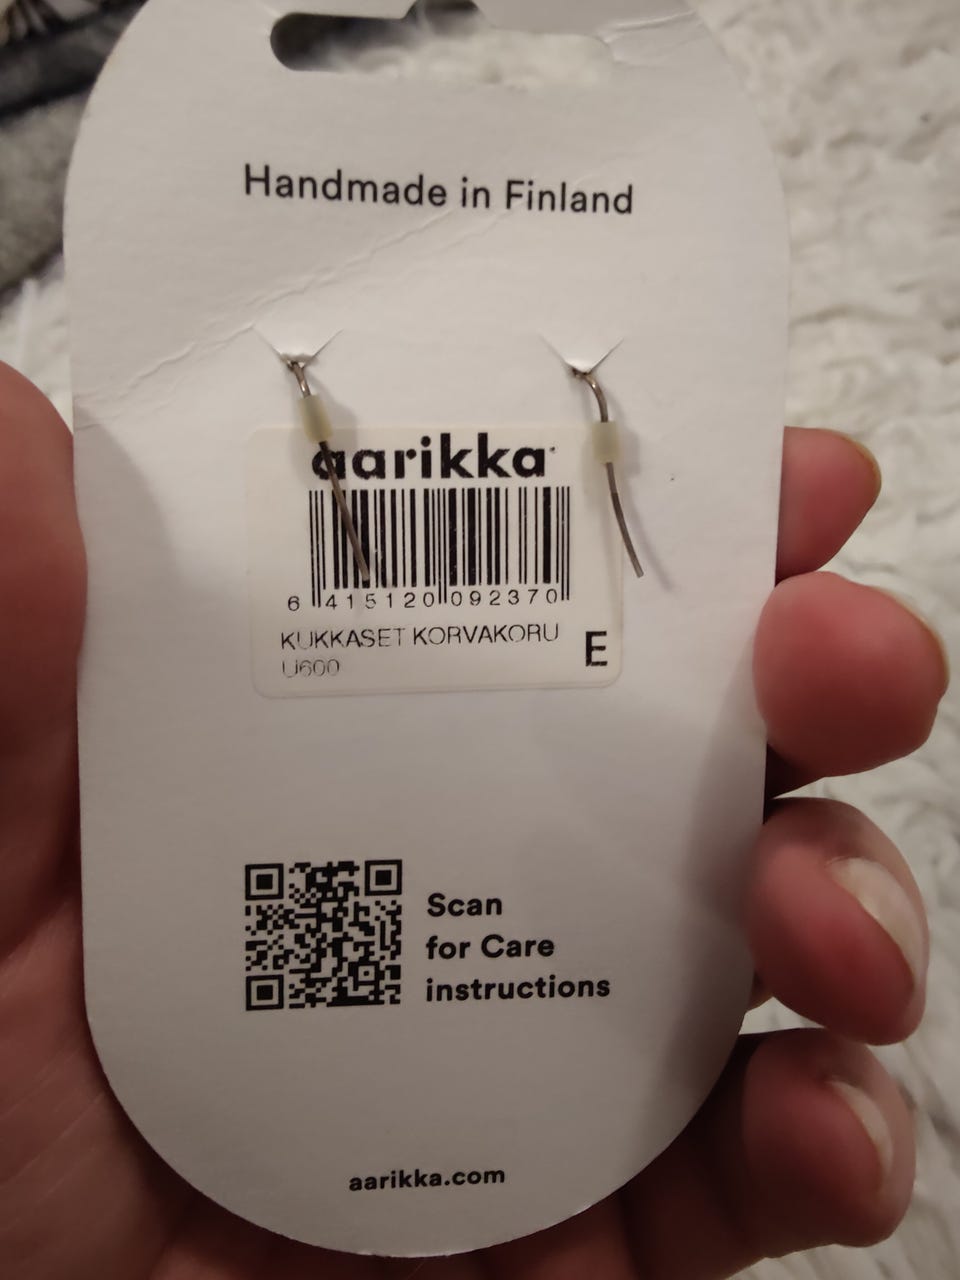 Handmade in Finland
aarikka
6 415120 092370
KUKKASET KORVAKORU
U600
E
Scan
for Care
instructions
aarikka.com